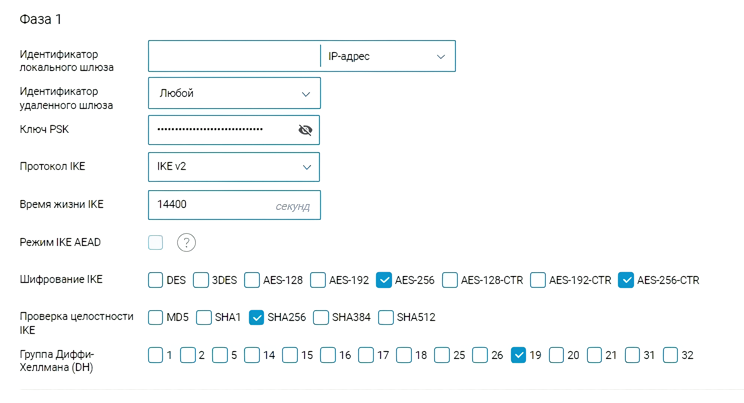 Фаза 1
Идентификатор
локального шлюза
IP-адрес
Идентификатор
удаленного шлюза
Любой
Ключ PSK
••••••••••••••••••••••••••••••
Протокол IKE
IKE v2
Время жизни IKE
14400
секунд
Режим IKE AEAD
?
Шифрование IKE
DES 3DES AES-128 AES-192 AES-256 AES-128-CTR AES-192-CTR AES-256-CTR
Проверка целостности
IKE
MD5 SHA1 SHA256 SHA384 SHA512
Группа Диффи-
Хеллмана (DH)
1 2 5 14 15 16 17 18 25 26 19 20 21 31 32